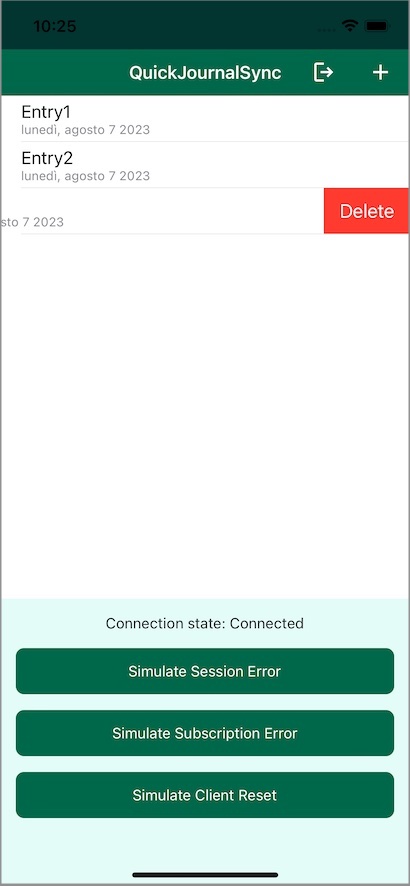 10:25
QuickJournalSync
Entry1
lunedì, agosto 7 2023
Entry2
lunedì, agosto 7 2023
Delete
sto 7 2023
Connection state: Connected
Simulate Session Error
Simulate Subscription Error
Simulate Client Reset